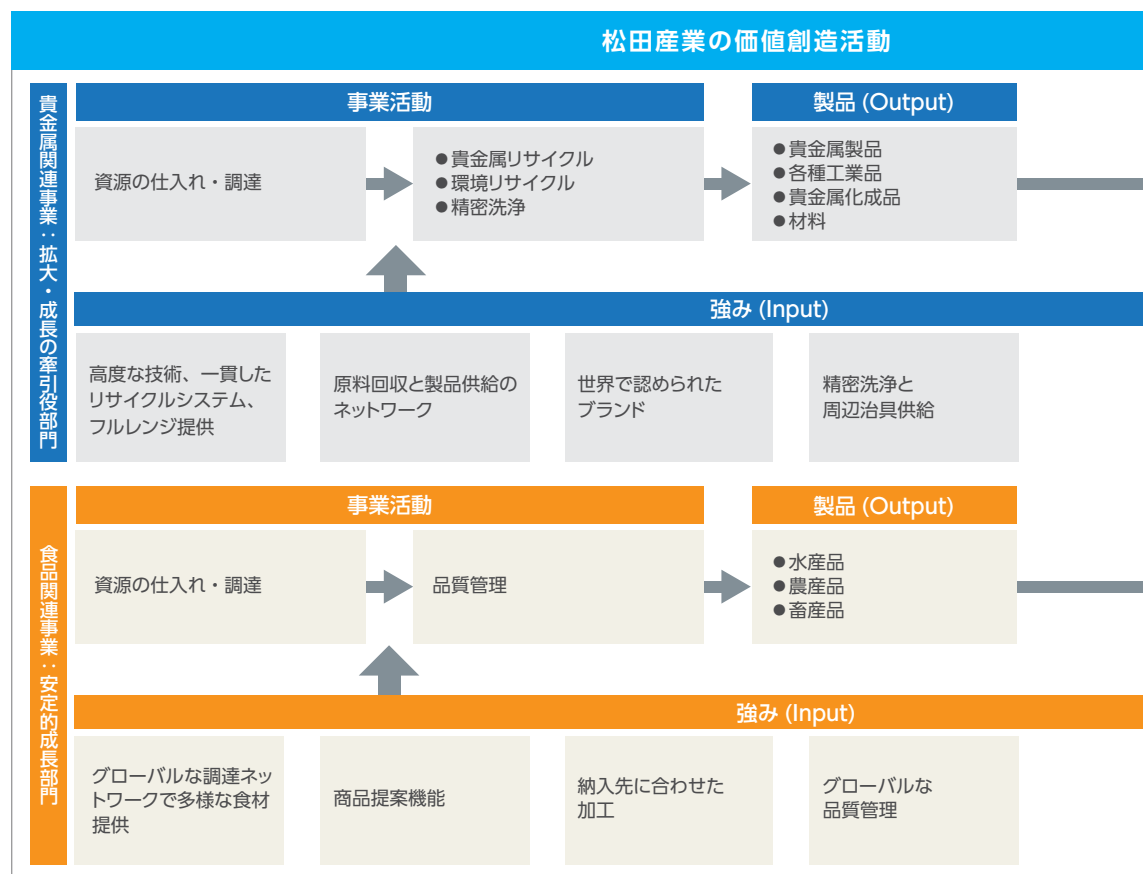 松田産業の価値創造活動
貴金属関連事業：拡大・成長の牽引役部門
事業活動
資源の仕入れ・調達
●貴金属リサイクル
●環境リサイクル
●精密洗浄
製品 (Output)
●貴金属製品
●各種工業品
●貴金属化成品
●材料
強み (Input)
高度な技術、一貫した
リサイクルシステム、
フルレンジ提供
原料回収と製品供給の
ネットワーク
世界で認められた
ブランド
精密洗浄と
周辺治具供給
食品関連事業：安定的成長部門
事業活動
資源の仕入れ・調達
品質管理
製品 (Output)
●水産品
●農産品
●畜産品
強み (Input)
グローバルな調達ネッ
トワークで多様な食材
提供
商品提案機能
納入先に合わせた
加工
グローバルな
品質管理